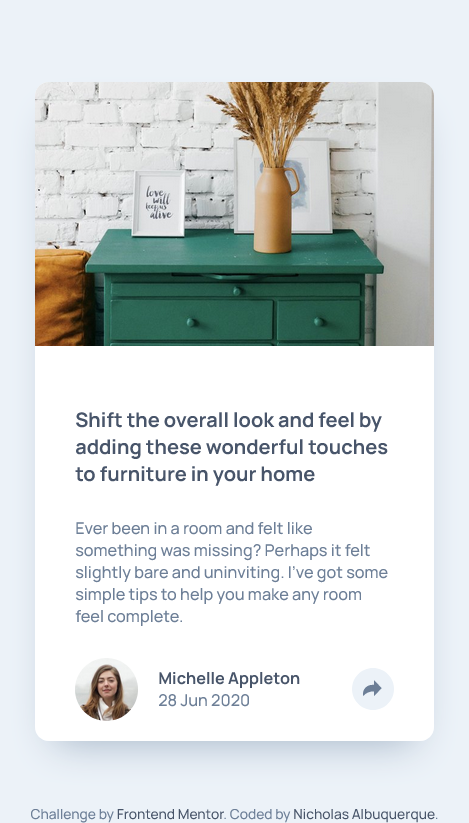 love
will
keep us
alive
Shift the overall look and feel by
adding these wonderful touches
to furniture in your home
Ever been in a room and felt like
something was missing? Perhaps it felt
slightly bare and uninviting. I’ve got some
simple tips to help you make any room
feel complete.
Michelle Appleton
28 Jun 2020
Challenge by Frontend Mentor. Coded by Nicholas Albuquerque.